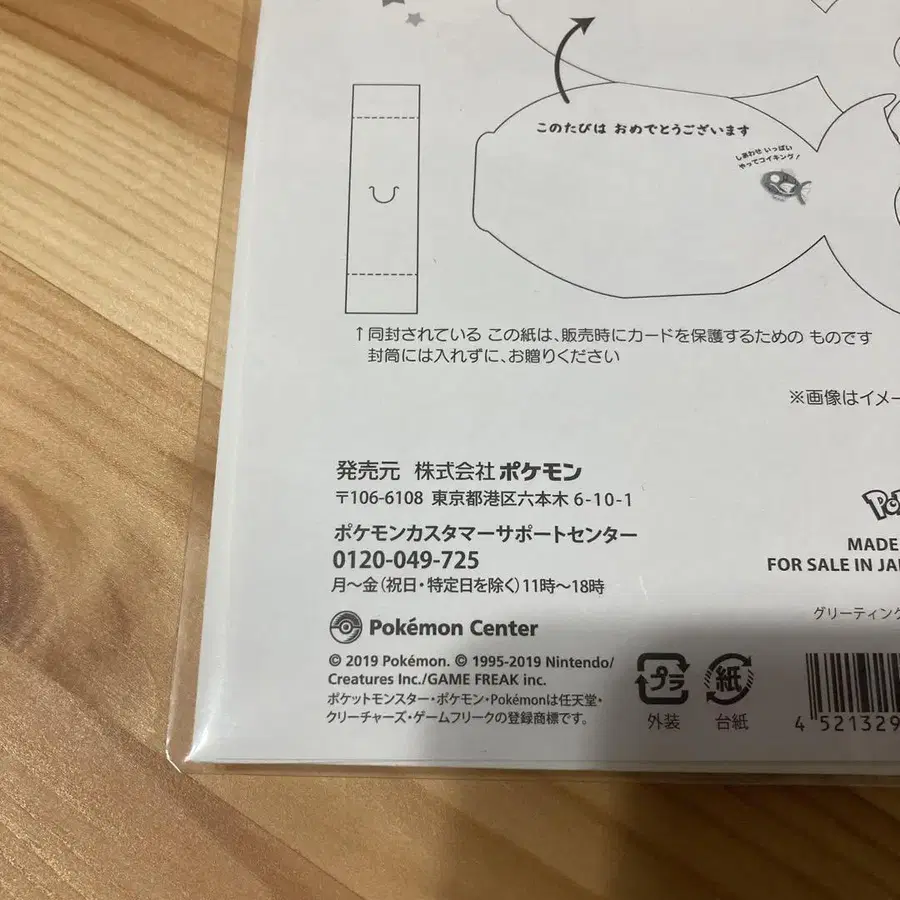 このたびは おめでとうございます
しあわせ いっぱい
やってコイキング！
↑同封されている この紙は、販売時にカードを保護するための ものです
封筒には入れずに、お贈りください
※画像はイメー
発売元 株式会社 ポケモン
〒106-6108 東京都港区六本木 6-10-1
ポケモンカスタマーサポートセンター
0120-049-725
月～金（祝日・特定日を除く）11時～18時
MADE
FOR SALE IN JA
グリーティング
Pokémon Center
© 2019 Pokémon. © 1995-2019 Nintendo/
Creatures Inc./GAME FREAK inc.
ポケットモンスター・ポケモン・Pokémonは任天堂・
クリーチャーズ・ゲームフリークの登録商標です。
プラ 紙
外装 台紙
4 521329